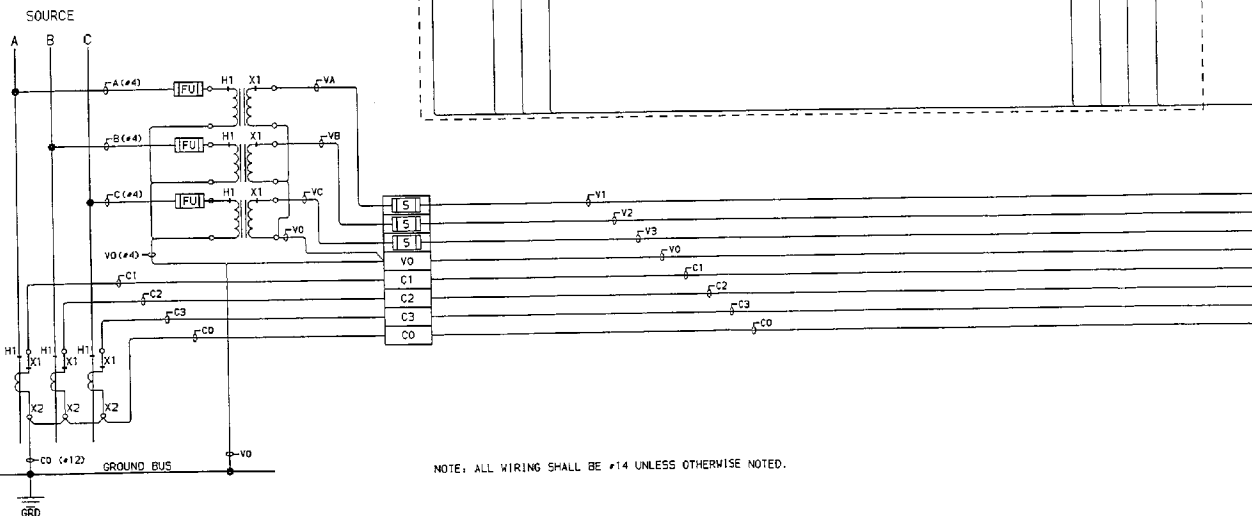 SOURCE
A B C
A(#4) FU H1 X1 VA
B(#4) FU H1 X1 VB
C(#4) FU H1 X1 VC
S V1
S V2
VO S V3
VO(#4) VO VO
C1 C1 C1
C2 C2 C2
C3 C3 C3
CO CO CO
H1 X1 H1 X1 H1 X1
X2 X2 X2
CO (#12) GROUND BUS VO
NOTE: ALL WIRING SHALL BE #14 UNLESS OTHERWISE NOTED.
GRD